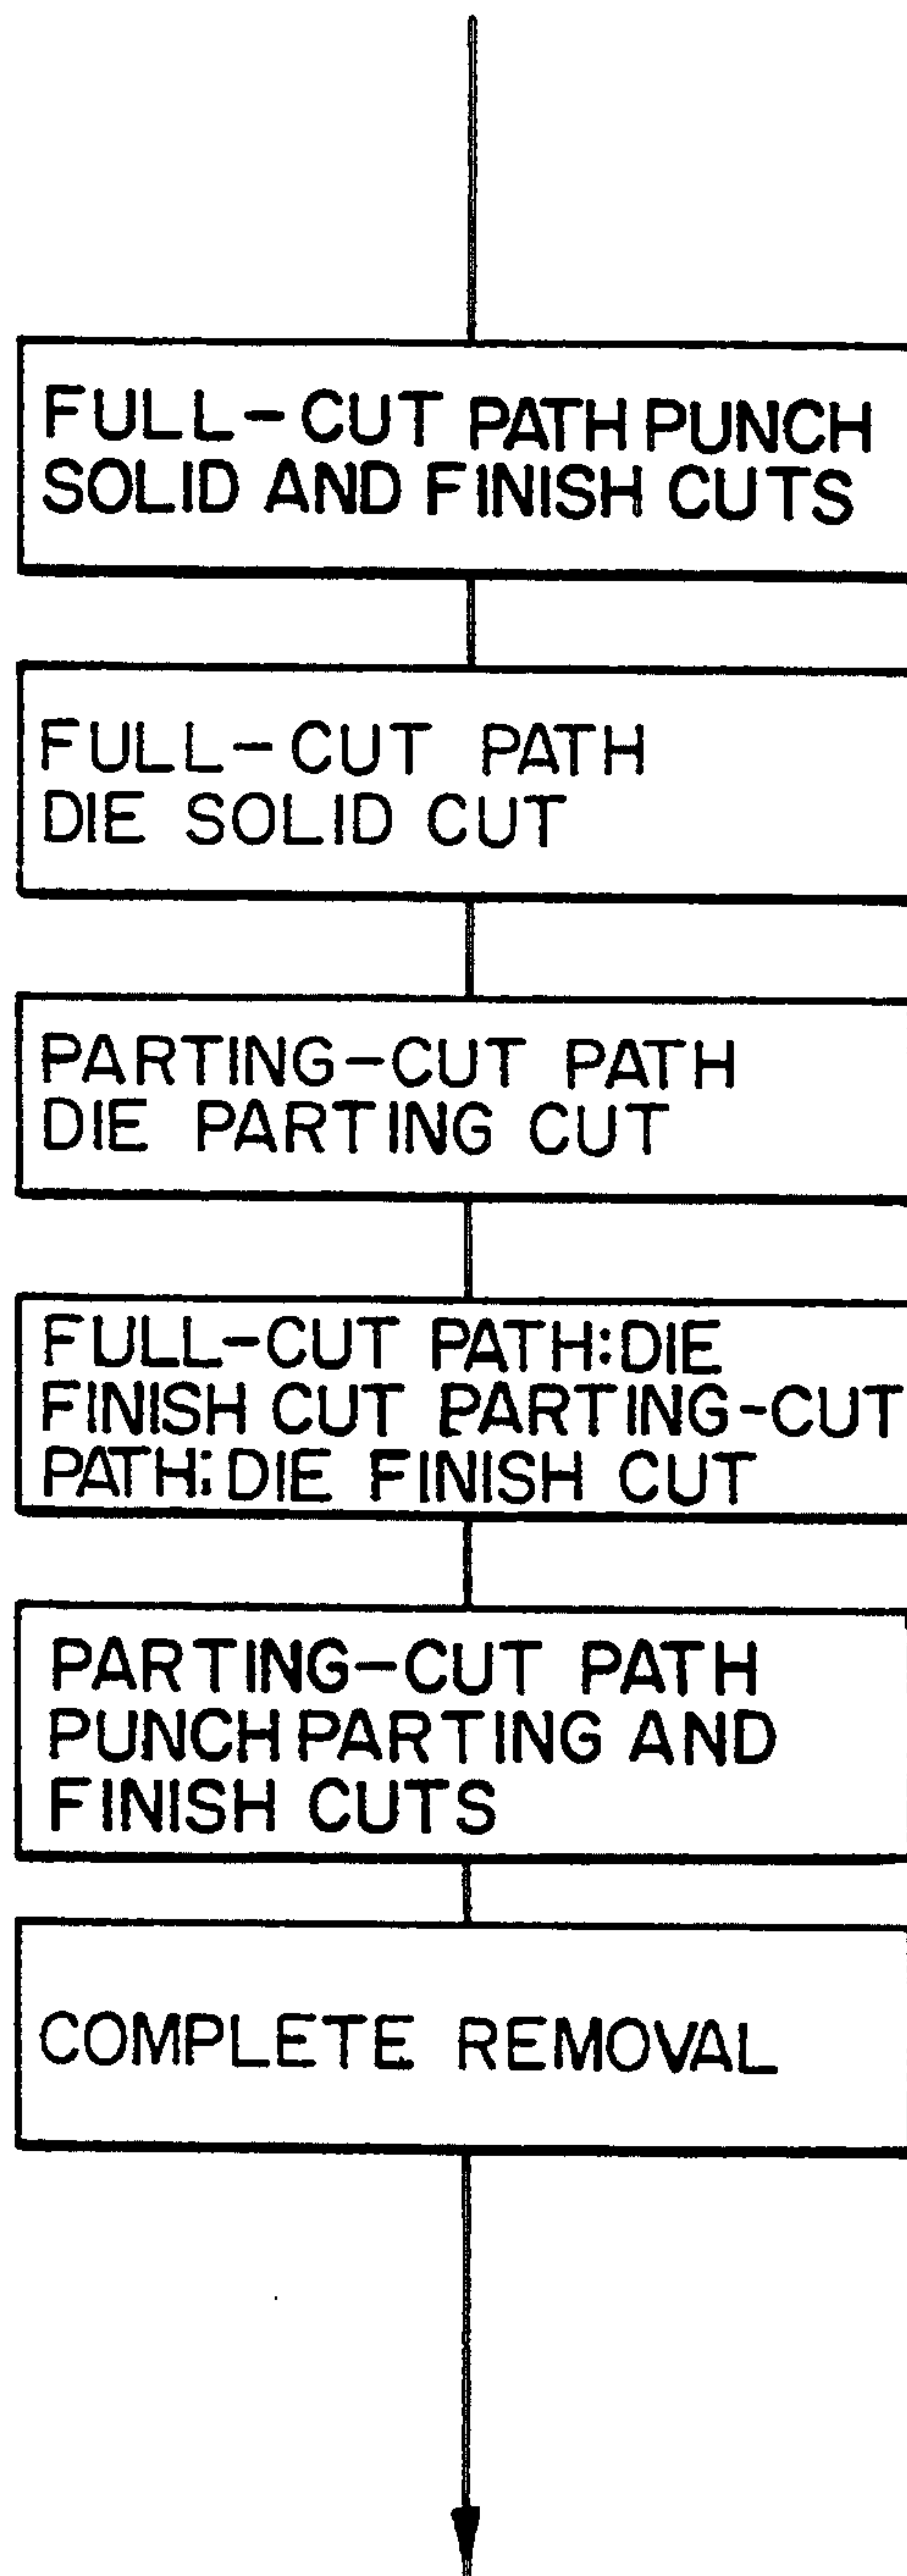 FULL-CUT PATH PUNCH
SOLID AND FINISH CUTS
FULL-CUT PATH
DIE SOLID CUT
PARTING-CUT PATH
DIE PARTING CUT
FULL-CUT PATH:DIE
FINISH CUT PARTING-CUT
PATH:DIE FINISH CUT
PARTING-CUT PATH
PUNCH PARTING AND
FINISH CUTS
COMPLETE REMOVAL